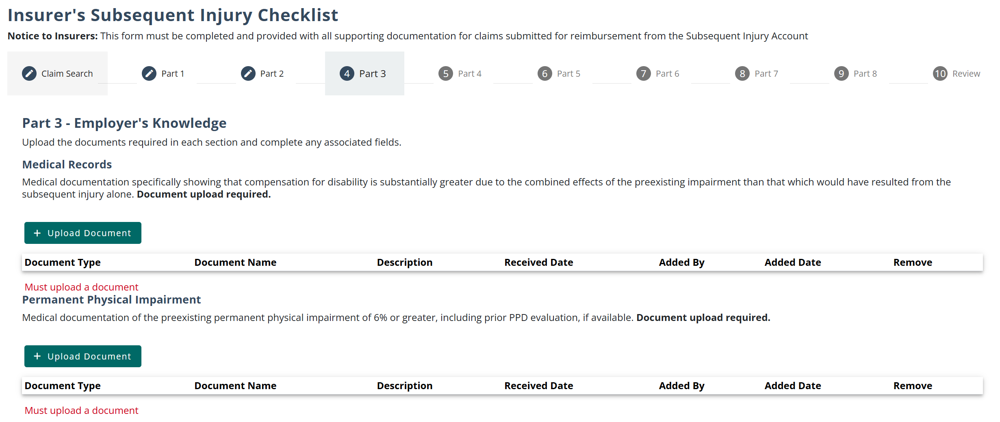 Insurer's Subsequent Injury Checklist
Notice to Insurers: This form must be completed and provided with all supporting documentation for claims submitted for reimbursement from the Subsequent Injury Account
Claim Search
Part 1
Part 2
4 Part 3
5 Part 4
6 Part 5
7 Part 6
8 Part 7
9 Part 8
10 Review
Part 3 - Employer's Knowledge
Upload the documents required in each section and complete any associated fields.
Medical Records
Medical documentation specifically showing that compensation for disability is substantially greater due to the combined effects of the preexisting impairment than that which would have resulted from the
subsequent injury alone. Document upload required.
+ Upload Document
Document Type Document Name Description Received Date Added By Added Date Remove
Must upload a document
Permanent Physical Impairment
Medical documentation of the preexisting permanent physical impairment of 6% or greater, including prior PPD evaluation, if available. Document upload required.
+ Upload Document
Document Type Document Name Description Received Date Added By Added Date Remove
Must upload a document